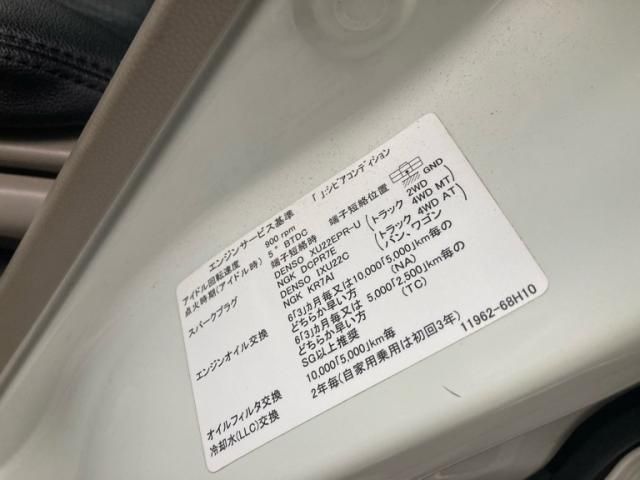 エンジンサービス基準 「 」:シビアコンディション
アイドル回転速度 900 rpm
点火時期(アイドル時) 5° BTDC 端子短絡位置 GND
端子短絡時
スパークプラグ DENSO XU22EPR-U (トラック 2WD
NGK DCPR7E トラック 4WD MT)
DENSO IXU22C (トラック 4WD AT
NGK KR7AI バン、ワゴン)
エンジンオイル交換 6「3」カ月毎又は10,000「5,000」km毎の
どちらか早い方 (NA)
6「3」カ月毎又は 5,000「2,500」km毎の
どちらか早い方 (TC)
SG以上推奨
オイルフィルタ交換 10,000「5,000」km毎
冷却水(LLC)交換 2年毎(自家用乗用は初回3年)
11962-68H10